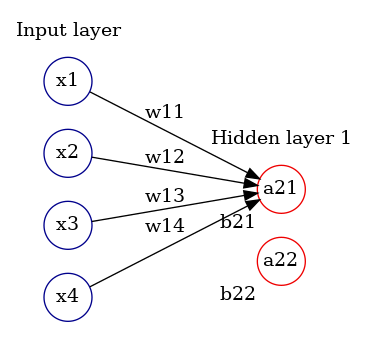 Input layer
x1
w11
Hidden layer 1
x2
w12
a21
w13
x3
w14
b21
a22
x4
b22